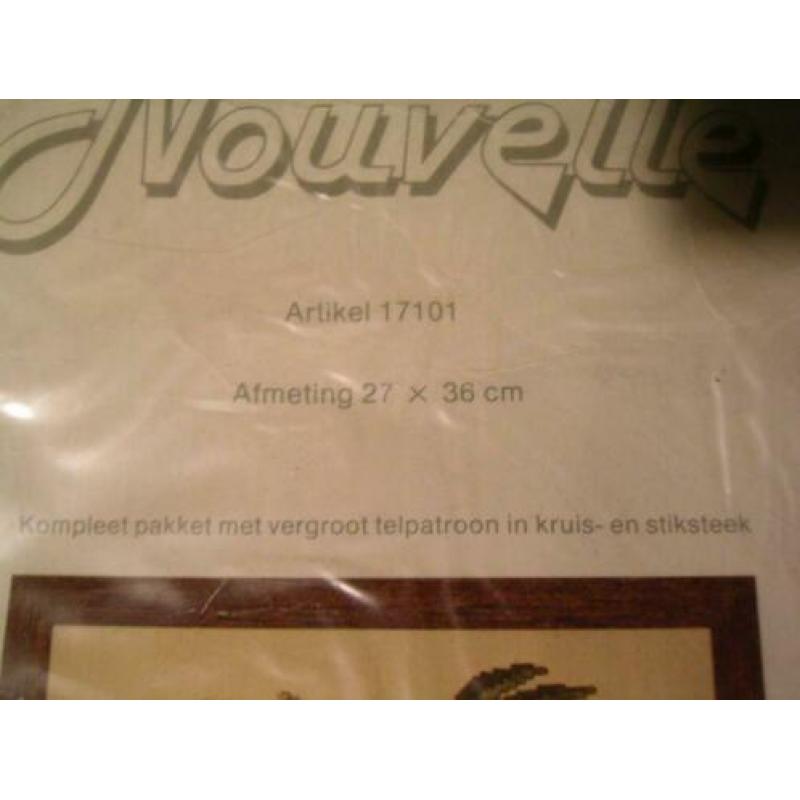 Nouvelle
Artikel 17101
Afmeting 27 × 36 cm
Kompleet pakket met vergroot telpatroon in kruis- en stiksteek